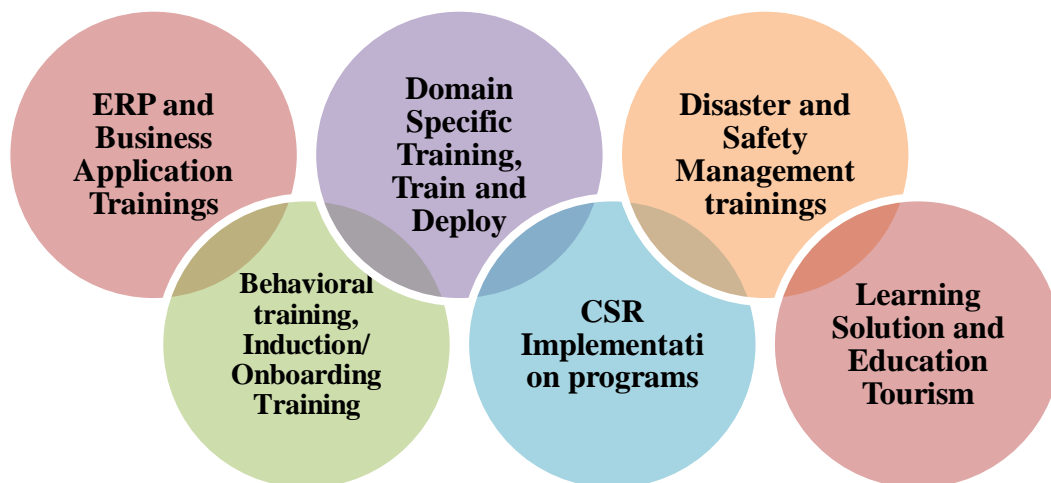 ERP and
Business
Application
Trainings
Behavioral
training,
Induction/
Onboarding
Training
Domain
Specific
Training,
Train and
Deploy
CSR
Implementati
on programs
Disaster and
Safety
Management
trainings
Learning
Solution and
Education
Tourism